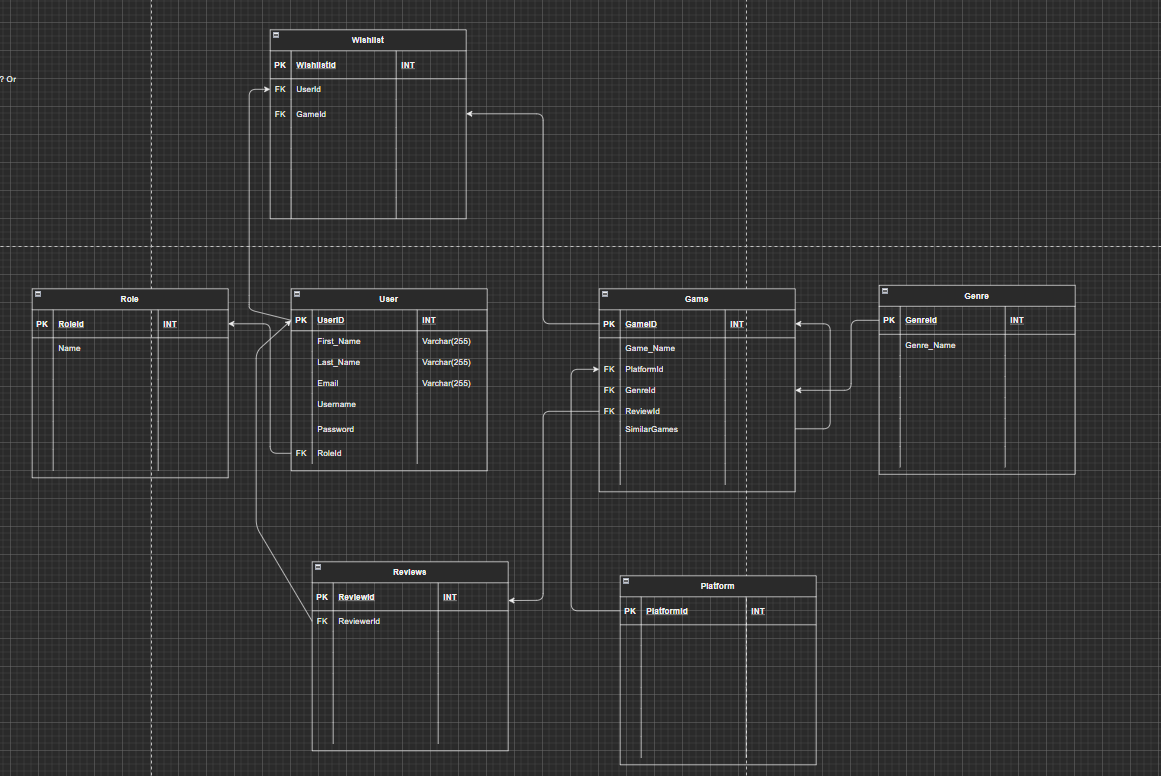 Wishlist
PK WishlistId INT
? Or
FK UserId
FK GameId
Role
PK RoleId INT
Name
User
PK UserID INT
First_Name Varchar(255)
Last_Name Varchar(255)
Email Varchar(255)
Username
Password
FK RoleId
Game
PK GameID INT
Game_Name
FK PlatformId
FK GenreId
FK ReviewId
SimilarGames
Genre
PK GenreId INT
Genre_Name
Reviews
PK ReviewId INT
FK ReviewerId
Platform
PK PlatformId INT